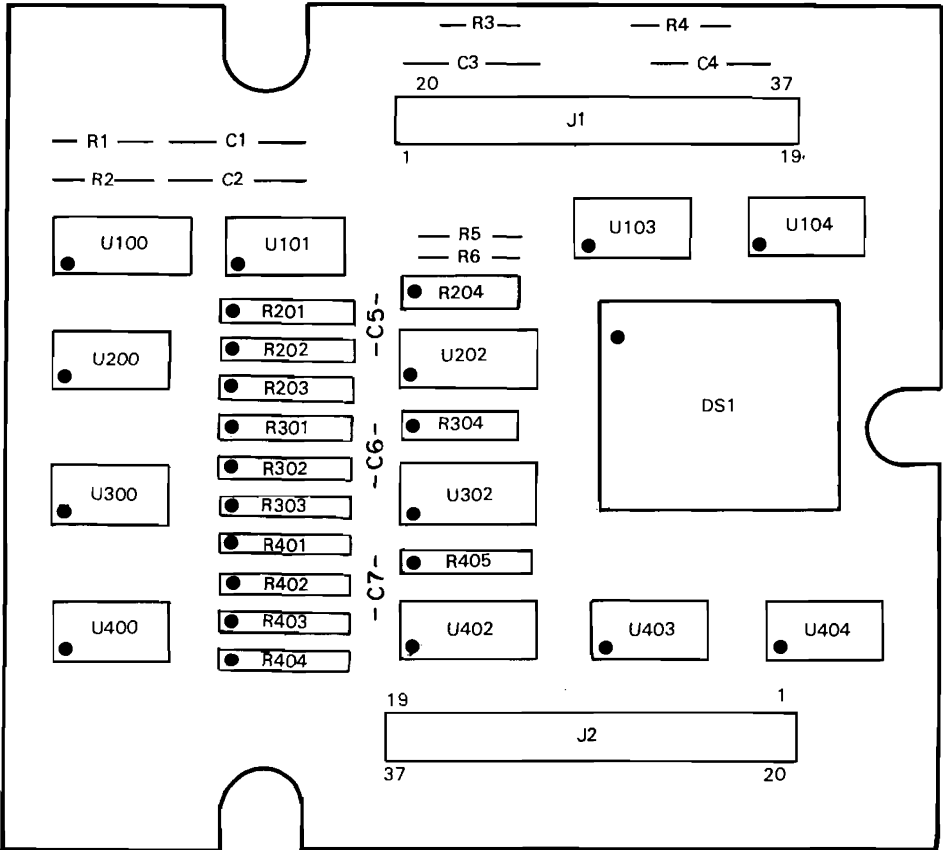 R3 R4
C3 C4
20 37
J1
1 19
R1 C1
R2 C2
U100 U101 U103 U104
R5
R6
R204
R201
C5
R202
U200 U202
R203
DS1
R301 R304
C6
R302
U300 U302
R303
R401
R405
R402
C7
R403
U400 U402 U403 U404
R404
19 1
J2
37 20